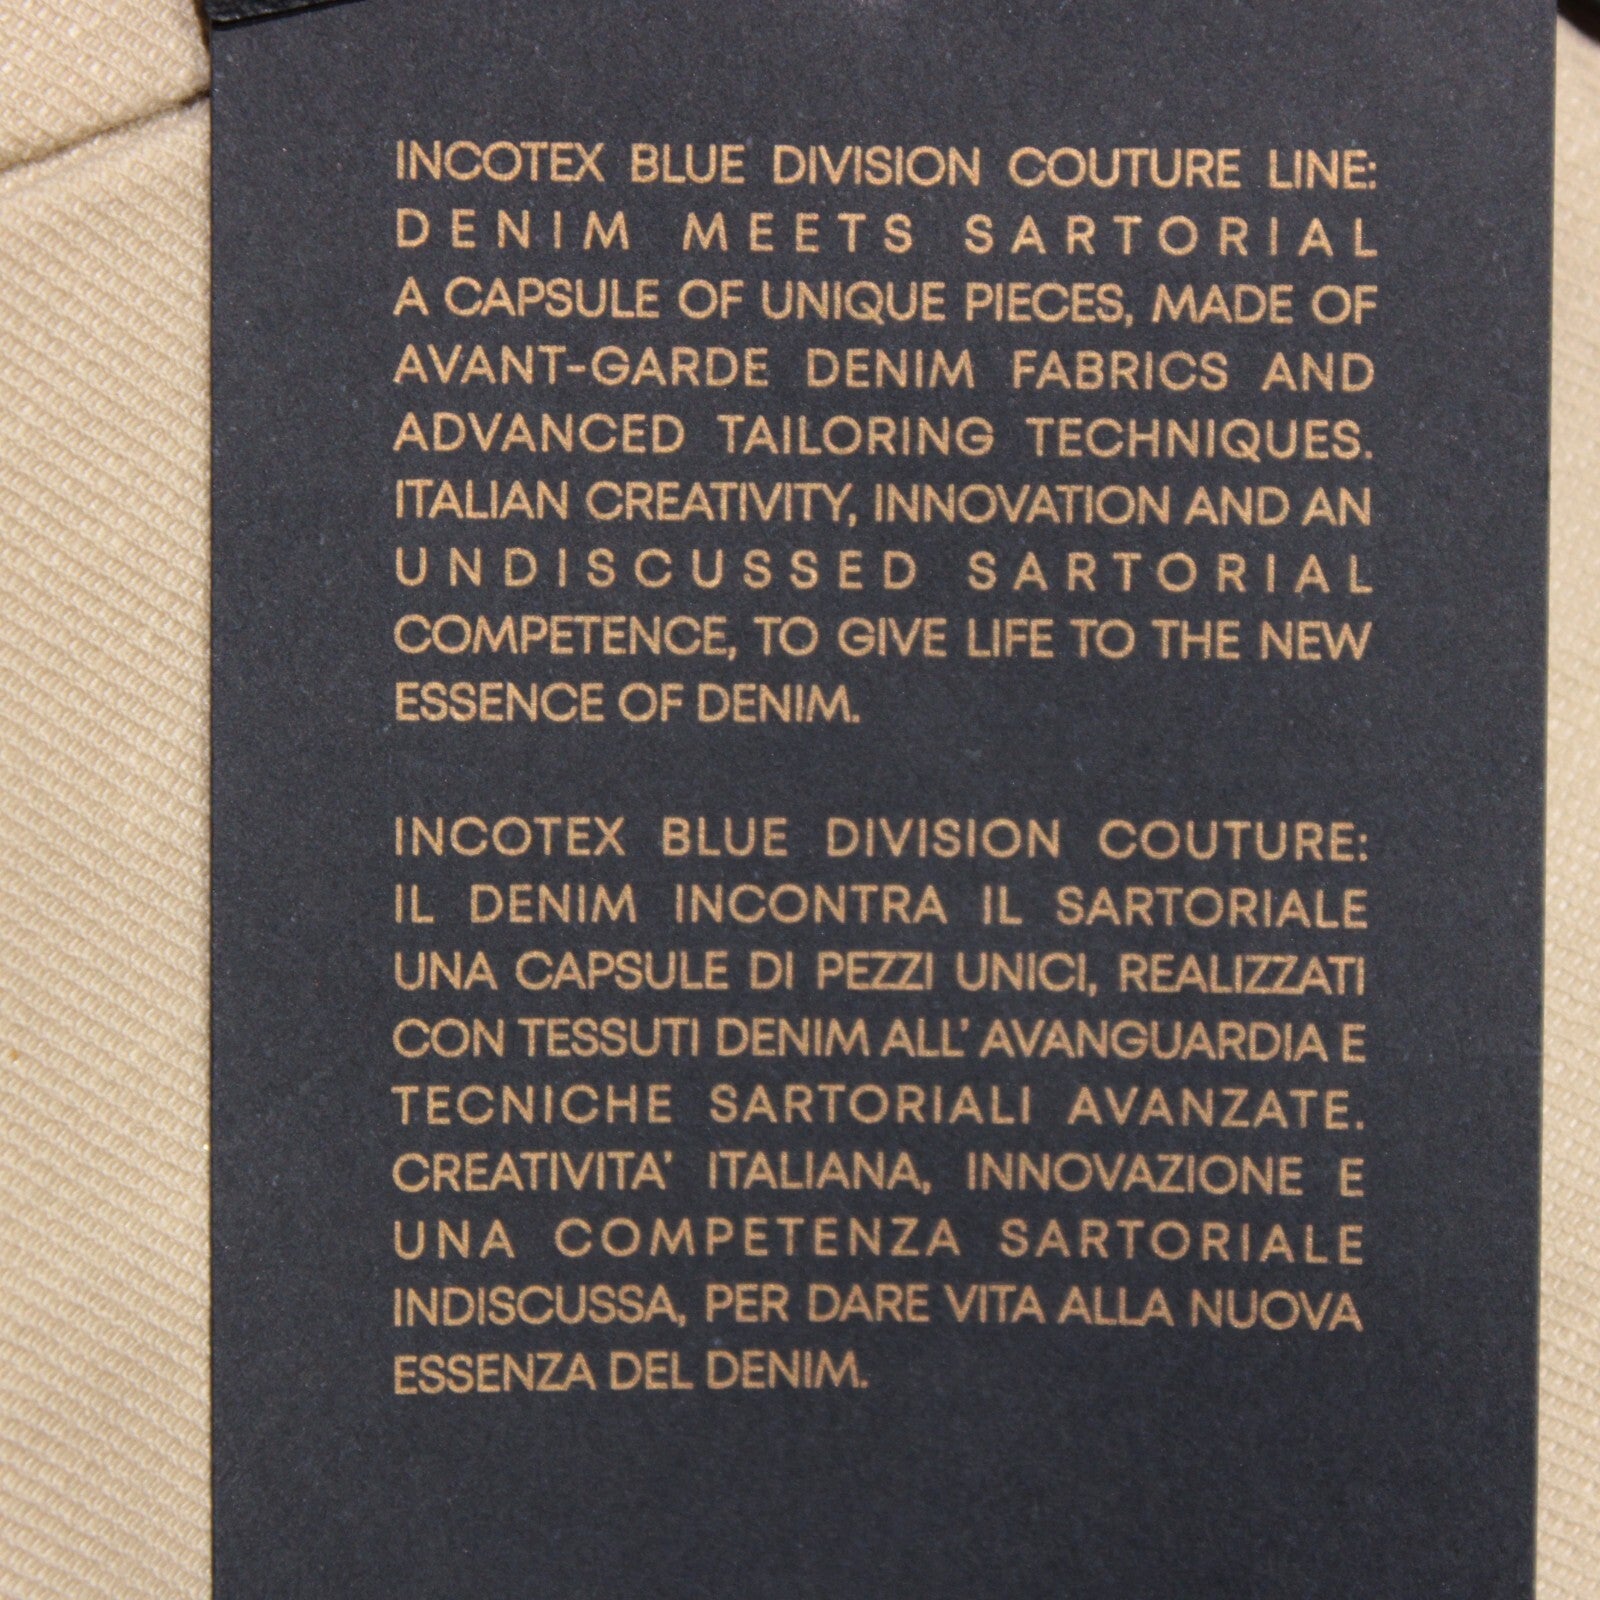 INCOTEX BLUE DIVISION COUTURE LINE:
DENIM MEETS SARTORIAL
A CAPSULE OF UNIQUE PIECES, MADE OF
AVANT-GARDE DENIM FABRICS AND
ADVANCED TAILORING TECHNIQUES.
ITALIAN CREATIVITY, INNOVATION AND AN
UNDISCUSSED SARTORIAL
COMPETENCE, TO GIVE LIFE TO THE NEW
ESSENCE OF DENIM.
INCOTEX BLUE DIVISION COUTURE:
IL DENIM INCONTRA IL SARTORIALE
UNA CAPSULE DI PEZZI UNICI, REALIZZATI
CON TESSUTI DENIM ALL' AVANGUARDIA E
TECNICHE SARTORIALI AVANZATE.
CREATIVITA' ITALIANA, INNOVAZIONE E
UNA COMPETENZA SARTORIALE
INDISCUSSA, PER DARE VITA ALLA NUOVA
ESSENZA DEL DENIM.